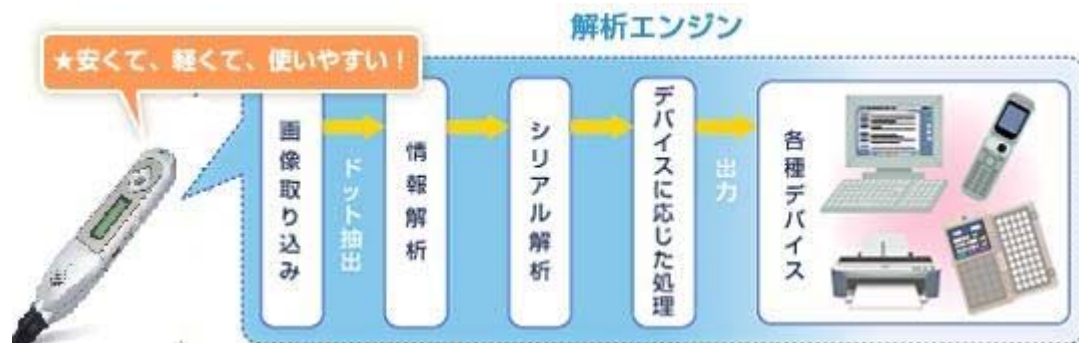 解析エンジン
★安くて、軽くて、使いやすい！
画像取り込み
ドット抽出
情報解析
シリアル解析
デバイスに応じた処理
出力
各種デバイス